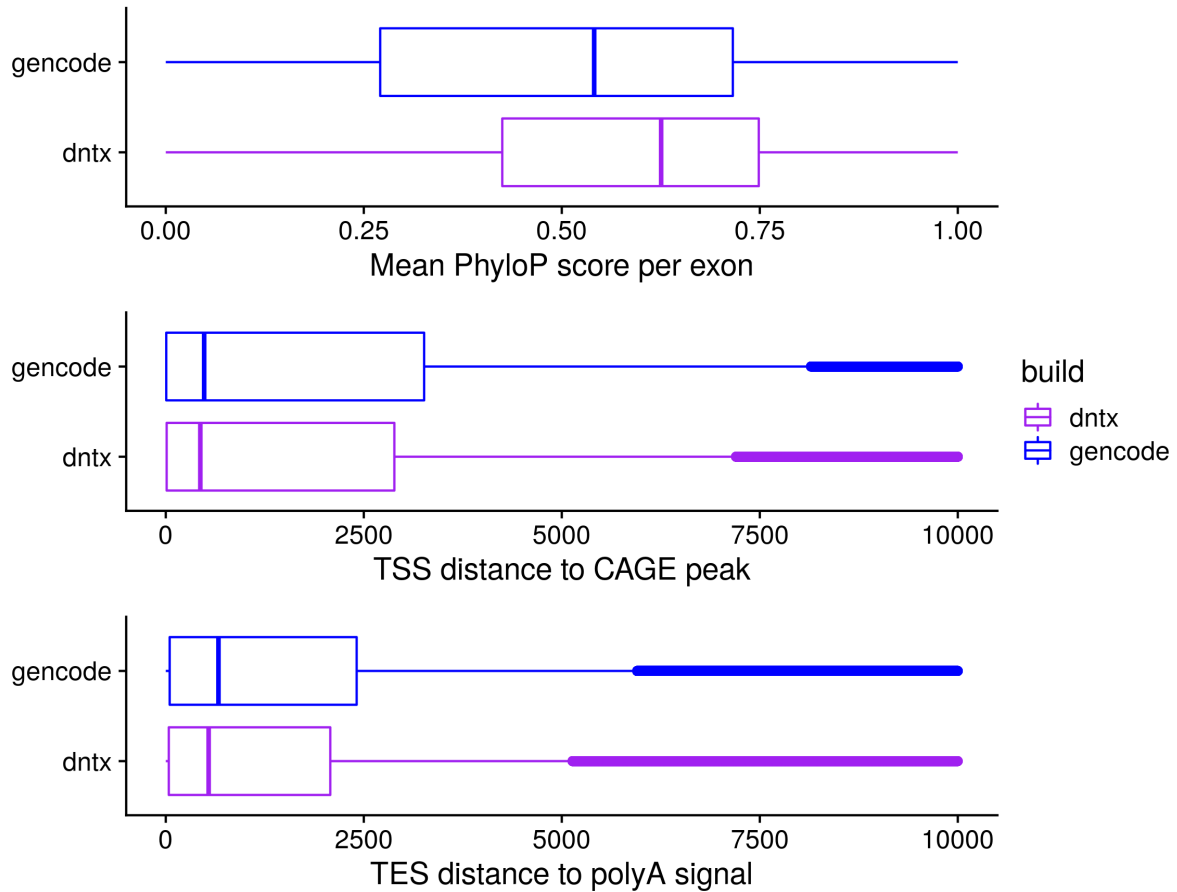 gencode
dntx
0.00 0.25 0.50 0.75 1.00
Mean PhyloP score per exon
gencode
dntx
0 2500 5000 7500 10000
TSS distance to CAGE peak
build
dntx
gencode
gencode
dntx
0 2500 5000 7500 10000
TES distance to polyA signal